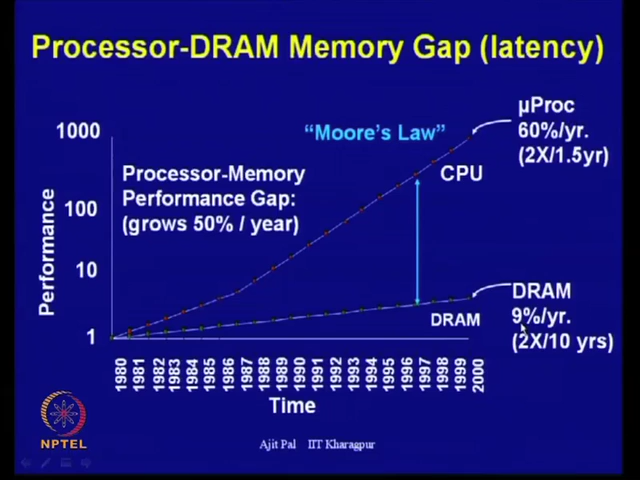 Processor-DRAM Memory Gap (latency)
µProc
60%/yr.
(2X/1.5yr)
1000
"Moore's Law"
Processor-Memory
Performance Gap:
(grows 50% / year)
CPU
100
10
1
Performance
DRAM
9%/yr.
(2X/10 yrs)
DRAM
1980
1981
1982
1983
1984
1985
1986
1987
1988
1989
1990
1991
1992
1993
1994
1995
1996
1997
1998
1999
2000
Time
NPTEL
Ajit Pal IIT Kharagpur